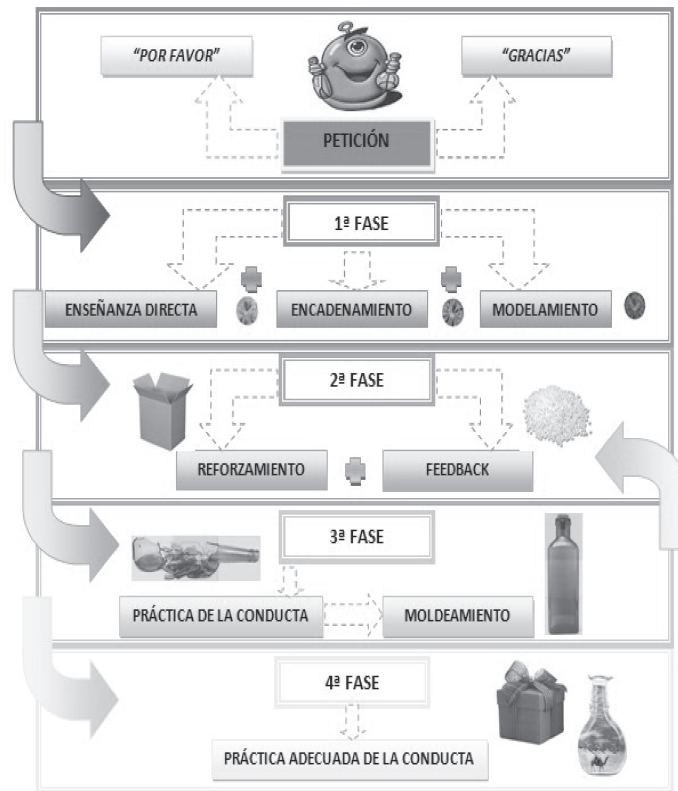 “POR FAVOR”
“GRACIAS”
PETICIÓN
1ª FASE
ENSEÑANZA DIRECTA
ENCADENAMIENTO
MODELAMIENTO
2ª FASE
REFORZAMIENTO
FEEDBACK
3ª FASE
PRÁCTICA DE LA CONDUCTA
MOLDEAMIENTO
4ª FASE
PRÁCTICA ADECUADA DE LA CONDUCTA